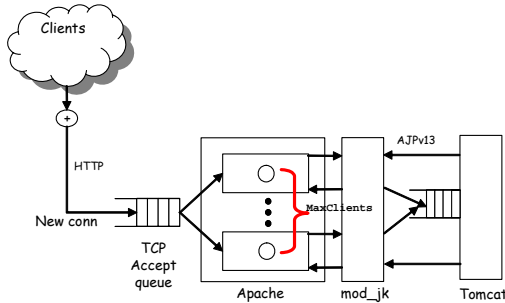 Clients
+
HTTP
AJPv13
New conn
MaxClients
TCP
Accept
queue
Apache
mod_jk
Tomcat